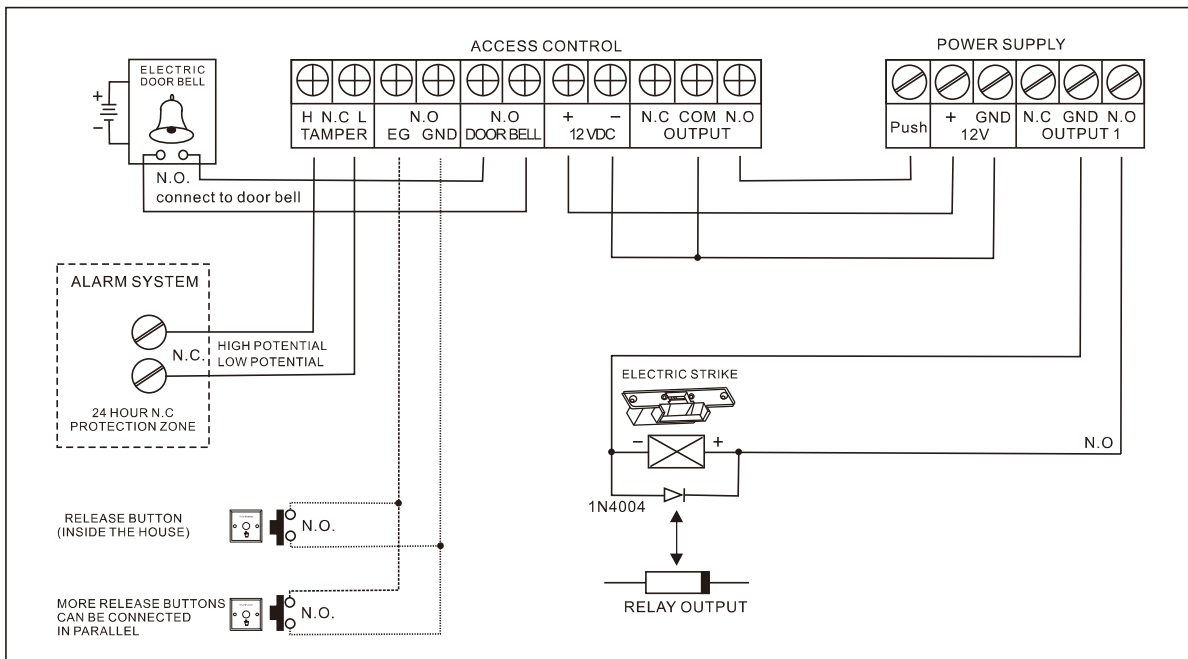 ACCESS CONTROL
POWER SUPPLY
ELECTRIC
DOOR BELL
+
−
H N.C L
TAMPER
N.O
EG GND
N.O
DOOR BELL
+ −
12 VDC
N.C COM N.O
OUTPUT
Push
+ GND
12V
N.C GND N.O
OUTPUT 1
N.O.
connect to door bell
ALARM SYSTEM
N.C.
HIGH POTENTIAL
LOW POTENTIAL
24 HOUR N.C
PROTECTION ZONE
ELECTRIC STRIKE
− +
N.O
1N4004
RELAY OUTPUT
RELEASE BUTTON
(INSIDE THE HOUSE)
N.O.
MORE RELEASE BUTTONS
CAN BE CONNECTED
IN PARALLEL
N.O.